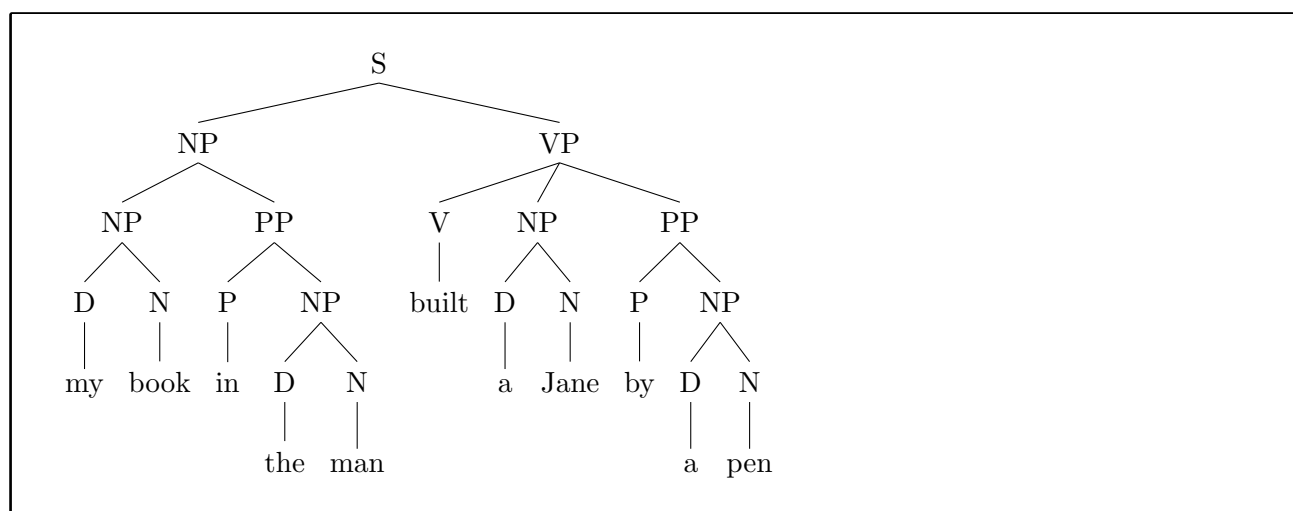 S
NP VP
NP PP V NP PP
D N P NP built D N P NP
my book in D N a Jane by D N
the man a pen